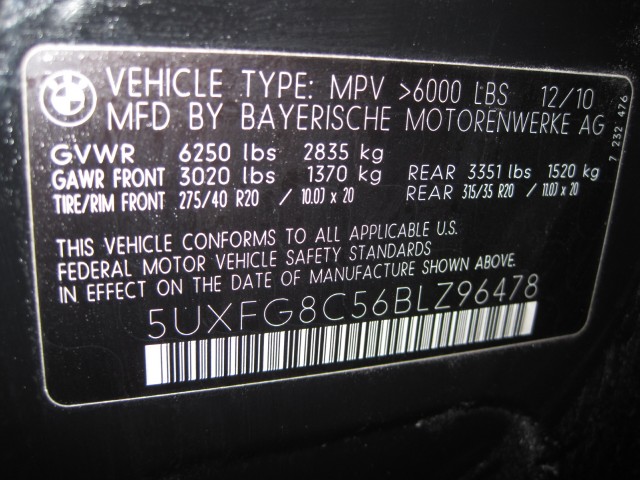 BMW
VEHICLE TYPE: MPV >6000 LBS 12/10
MFD BY BAYERISCHE MOTORENWERKE AG
GVWR 6250 lbs 2835 kg
GAWR FRONT 3020 lbs 1370 kg REAR 3351 lbs 1520 kg
TIRE/RIM FRONT 275/40 R20 / 10.0J x 20 REAR 315/35 R20 / 11.0J x 20
THIS VEHICLE CONFORMS TO ALL APPLICABLE U.S.
FEDERAL MOTOR VEHICLE SAFETY STANDARDS
IN EFFECT ON THE DATE OF MANUFACTURE SHOWN ABOVE.
5UXFG8C56BLZ96478
7 232 476